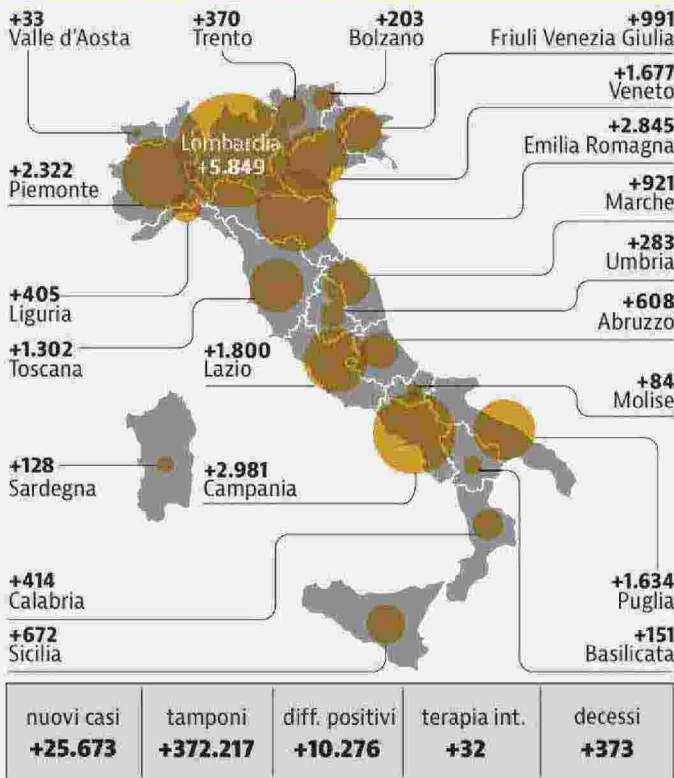 +33
Valle d'Aosta
+370
Trento
+203
Bolzano
+991
Friuli Venezia Giulia
+1.677
Veneto
+2.845
Emilia Romagna
Lombardia
+5.849
+2.322
Piemonte
+921
Marche
+283
Umbria
+405
Liguria
+608
Abruzzo
+1.302
Toscana
+1.800
Lazio
+84
Molise
+128
Sardegna
+2.981
Campania
+414
Calabria
+1.634
Puglia
+672
Sicilia
+151
Basilicata
nuovi casi
+25.673
tamponi
+372.217
diff. positivi
+10.276
terapia int.
+32
decessi
+373